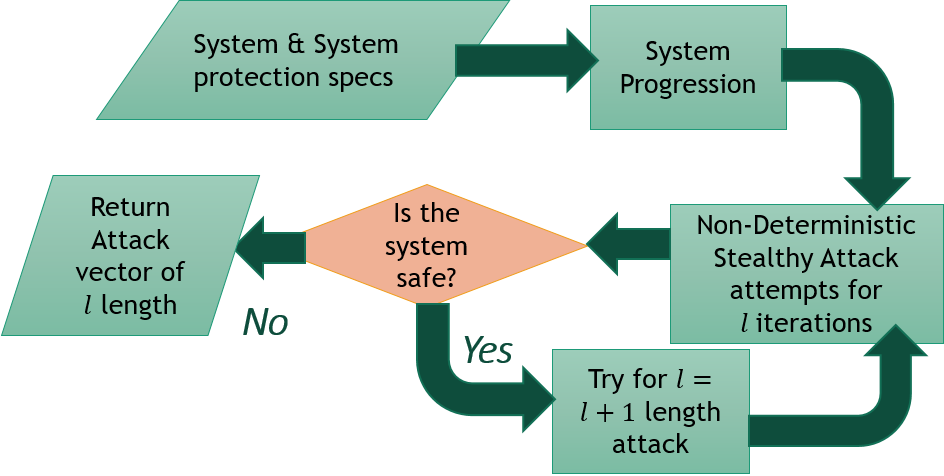 System & System
protection specs
System
Progression
Non-Deterministic
Stealthy Attack
attempts for
l iterations
Is the
system
safe?
No
Return
Attack
vector of
l length
Yes
Try for l =
l + 1 length
attack